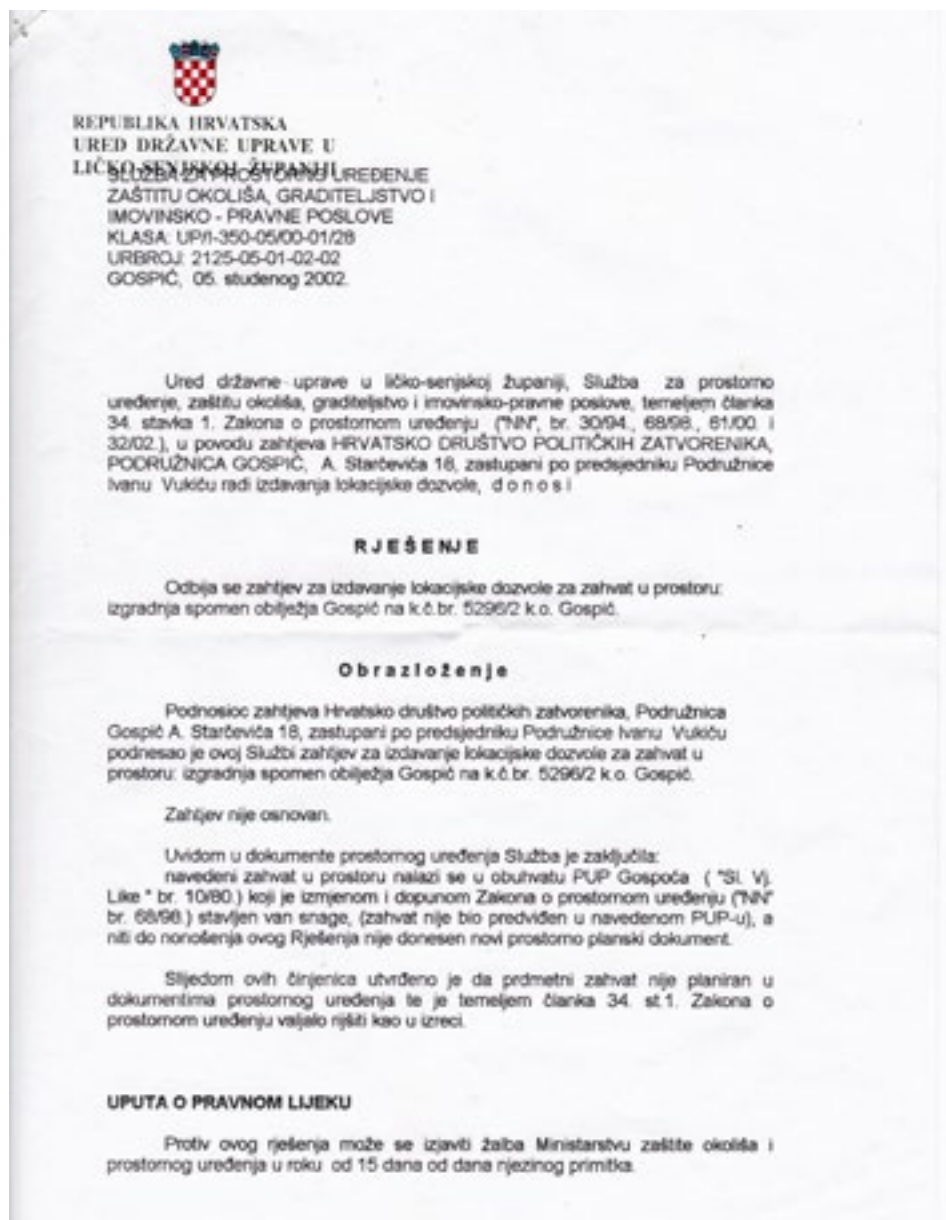 REPUBLIKA HRVATSKA
URED DRŽAVNE UPRAVE U
LIČKO SENJSKOJ ŽUPANIJI
SLUŽBA ZA PROSTORNO UREĐENJE
ZAŠTITU OKOLIŠA, GRADITELJSTVO I
IMOVINSKO - PRAVNE POSLOVE
KLASA: UP/I-350-05/00-01/28
URBROJ: 2125-05-01-02-02
GOSPIĆ, 05. studenog 2002.
Ured državne uprave u ličko-senjskoj županiji, Služba za prostorno
uređenje, zaštitu okoliša, graditeljstvo i imovinsko-pravne poslove, temeljem članka
34. stavka 1. Zakona o prostornom uređenju ("NN", br. 30/94., 68/98., 61/00. i
32/02.), u povodu zahtjeva HRVATSKO DRUŠTVO POLITIČKIH ZATVORENIKA,
PODRUŽNICA GOSPIĆ, A. Starčevića 18, zastupani po predsjedniku Podružnice
Ivanu Vukiću radi izdavanja lokacijske dozvole, d o n o s i
R J E Š E NJ E
Odbija se zahtjev za izdavanje lokacijske dozvole za zahvat u prostoru:
izgradnja spomen obilježja Gospić na k.č.br. 5296/2 k.o. Gospić.
O b r a z l o ž e n j e
Podnosioc zahtjeva Hrvatsko društvo političkih zatvorenika, Podružnica
Gospić A. Starčevića 18, zastupani po predsjedniku Podružnice Ivanu Vukiću
podnesao je ovoj Službi zahtjev za izdavanje lokacijske dozvole za zahvat u
prostoru: izgradnja spomen obilježja Gospić na k.č.br. 5296/2 k.o. Gospić.
Zahtjev nije osnovan.
Uvidom u dokumente prostornog uređenja Služba je zaključila:
navedeni zahvat u prostoru nalazi se u obuhvatu PUP Gospoća ( "Sl. Vj.
Like " br. 10/80.) koji je izmjenom i dopunom Zakona o prostornom uređenju ("NN"
br. 68/98.) stavljen van snage, (zahvat nije bio predviđen u navedenom PUP-u), a
niti do nonošenja ovog Rješenja nije donesen novi prostorno planski dokument.
Slijedom ovih činjenica utvrđeno je da prdmetni zahvat nije planiran u
dokumentima prostornog uređenja te je temeljem članka 34. st.1. Zakona o
prostornom uređenju valjalo rijšiti kao u izreci.
UPUTA O PRAVNOM LIJEKU
Protiv ovog rješenja može se izjaviti žalba Ministarstvu zaštite okoliša i
prostornog uređenja u roku od 15 dana od dana njezinog primitka.